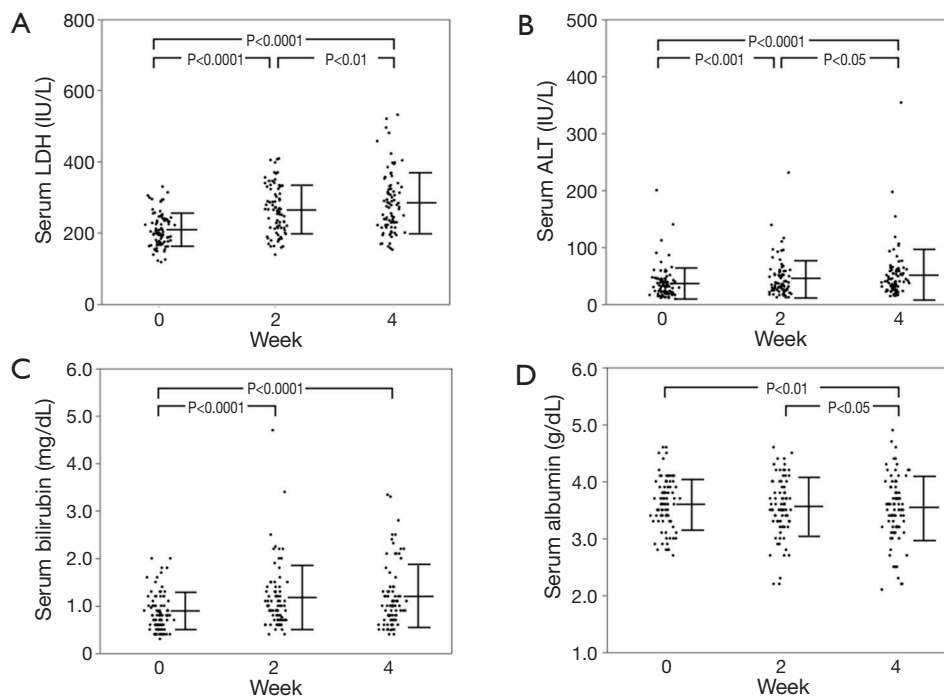 A
Serum LDH (IU/L)
800
600
400
200
0
P<0.0001
P<0.0001
P<0.01
0 2 4
Week
B
Serum ALT (IU/L)
500
400
300
200
100
0
P<0.0001
P<0.001
P<0.05
0 2 4
Week
C
Serum bilirubin (mg/dL)
6.0
5.0
4.0
3.0
2.0
1.0
0
P<0.0001
P<0.0001
0 2 4
Week
D
Serum albumin (g/dL)
6.0
5.0
4.0
3.0
2.0
1.0
P<0.01
P<0.05
0 2 4
Week